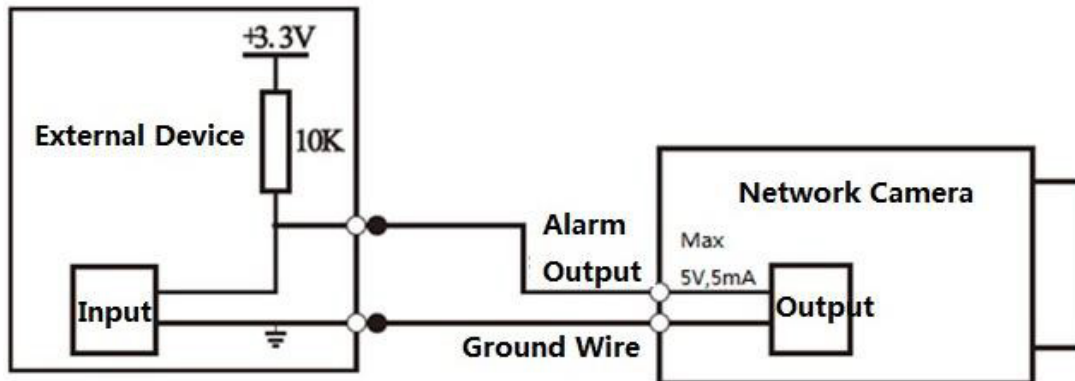 +3.3V
External Device
10K
Network Camera
Alarm
Output
Max
5V,5mA
Input
Output
Ground Wire